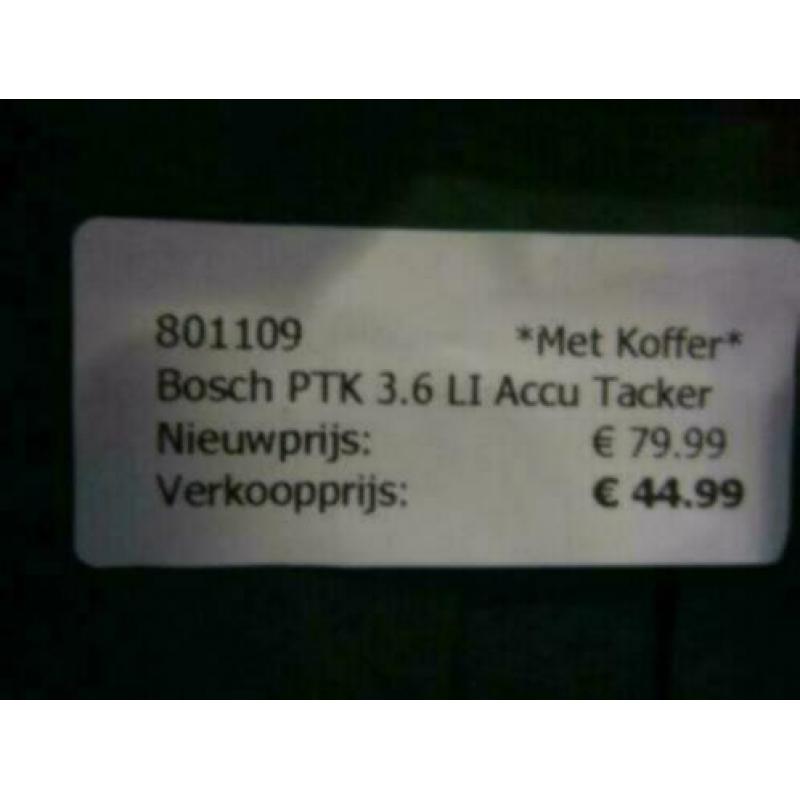 801109 *Met Koffer*
Bosch PTK 3.6 LI Accu Tacker
Nieuwprijs: € 79.99
Verkoopprijs: € 44.99